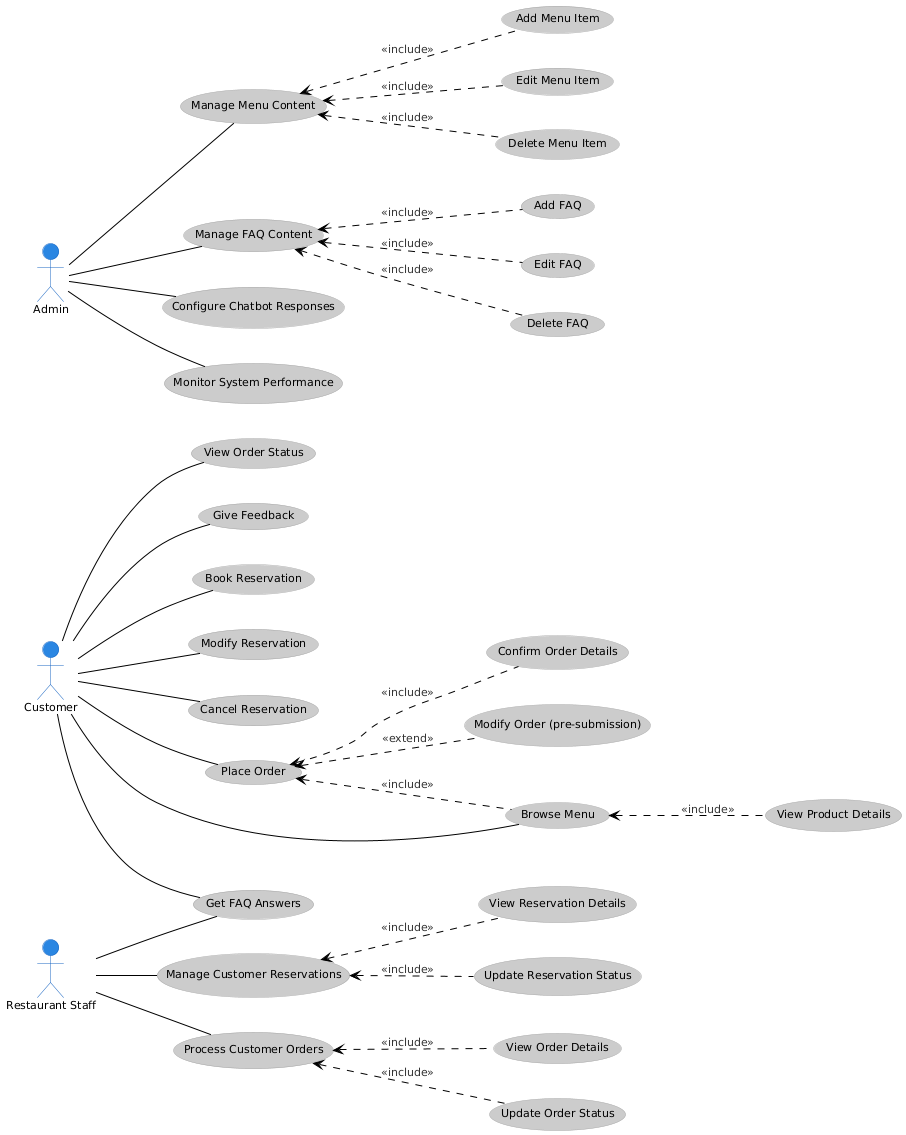 Add Menu Item
«include»
Edit Menu Item
«include»
Manage Menu Content
«include»
Delete Menu Item
Add FAQ
«include»
Manage FAQ Content
«include»
Edit FAQ
«include»
Admin
Configure Chatbot Responses
Delete FAQ
Monitor System Performance
View Order Status
Give Feedback
Book Reservation
Modify Reservation
Confirm Order Details
«include»
Customer
Cancel Reservation
Modify Order (pre-submission)
«extend»
Place Order
«include»
Browse Menu
«include»
View Product Details
Get FAQ Answers
View Reservation Details
«include»
Manage Customer Reservations
«include»
Update Reservation Status
Restaurant Staff
«include»
View Order Details
Process Customer Orders
«include»
Update Order Status